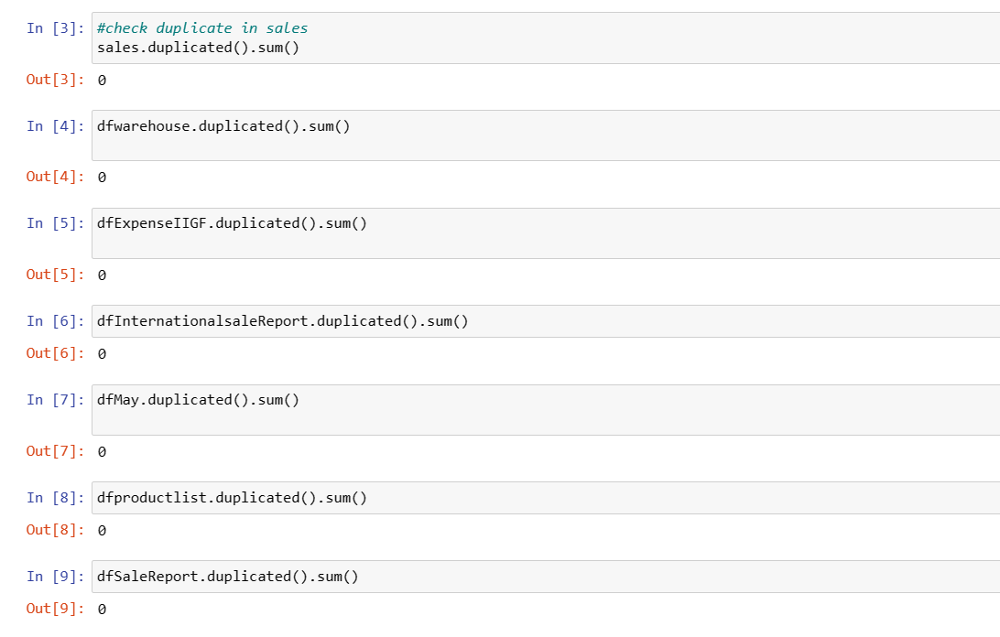 In [3]: #check duplicate in sales
sales.duplicated().sum()
Out[3]: 0
In [4]: dfwarehouse.duplicated().sum()
Out[4]: 0
In [5]: dfExpenseIIGF.duplicated().sum()
Out[5]: 0
In [6]: dfInternationalsaleReport.duplicated().sum()
Out[6]: 0
In [7]: dfMay.duplicated().sum()
Out[7]: 0
In [8]: dfproductlist.duplicated().sum()
Out[8]: 0
In [9]: dfSaleReport.duplicated().sum()
Out[9]: 0